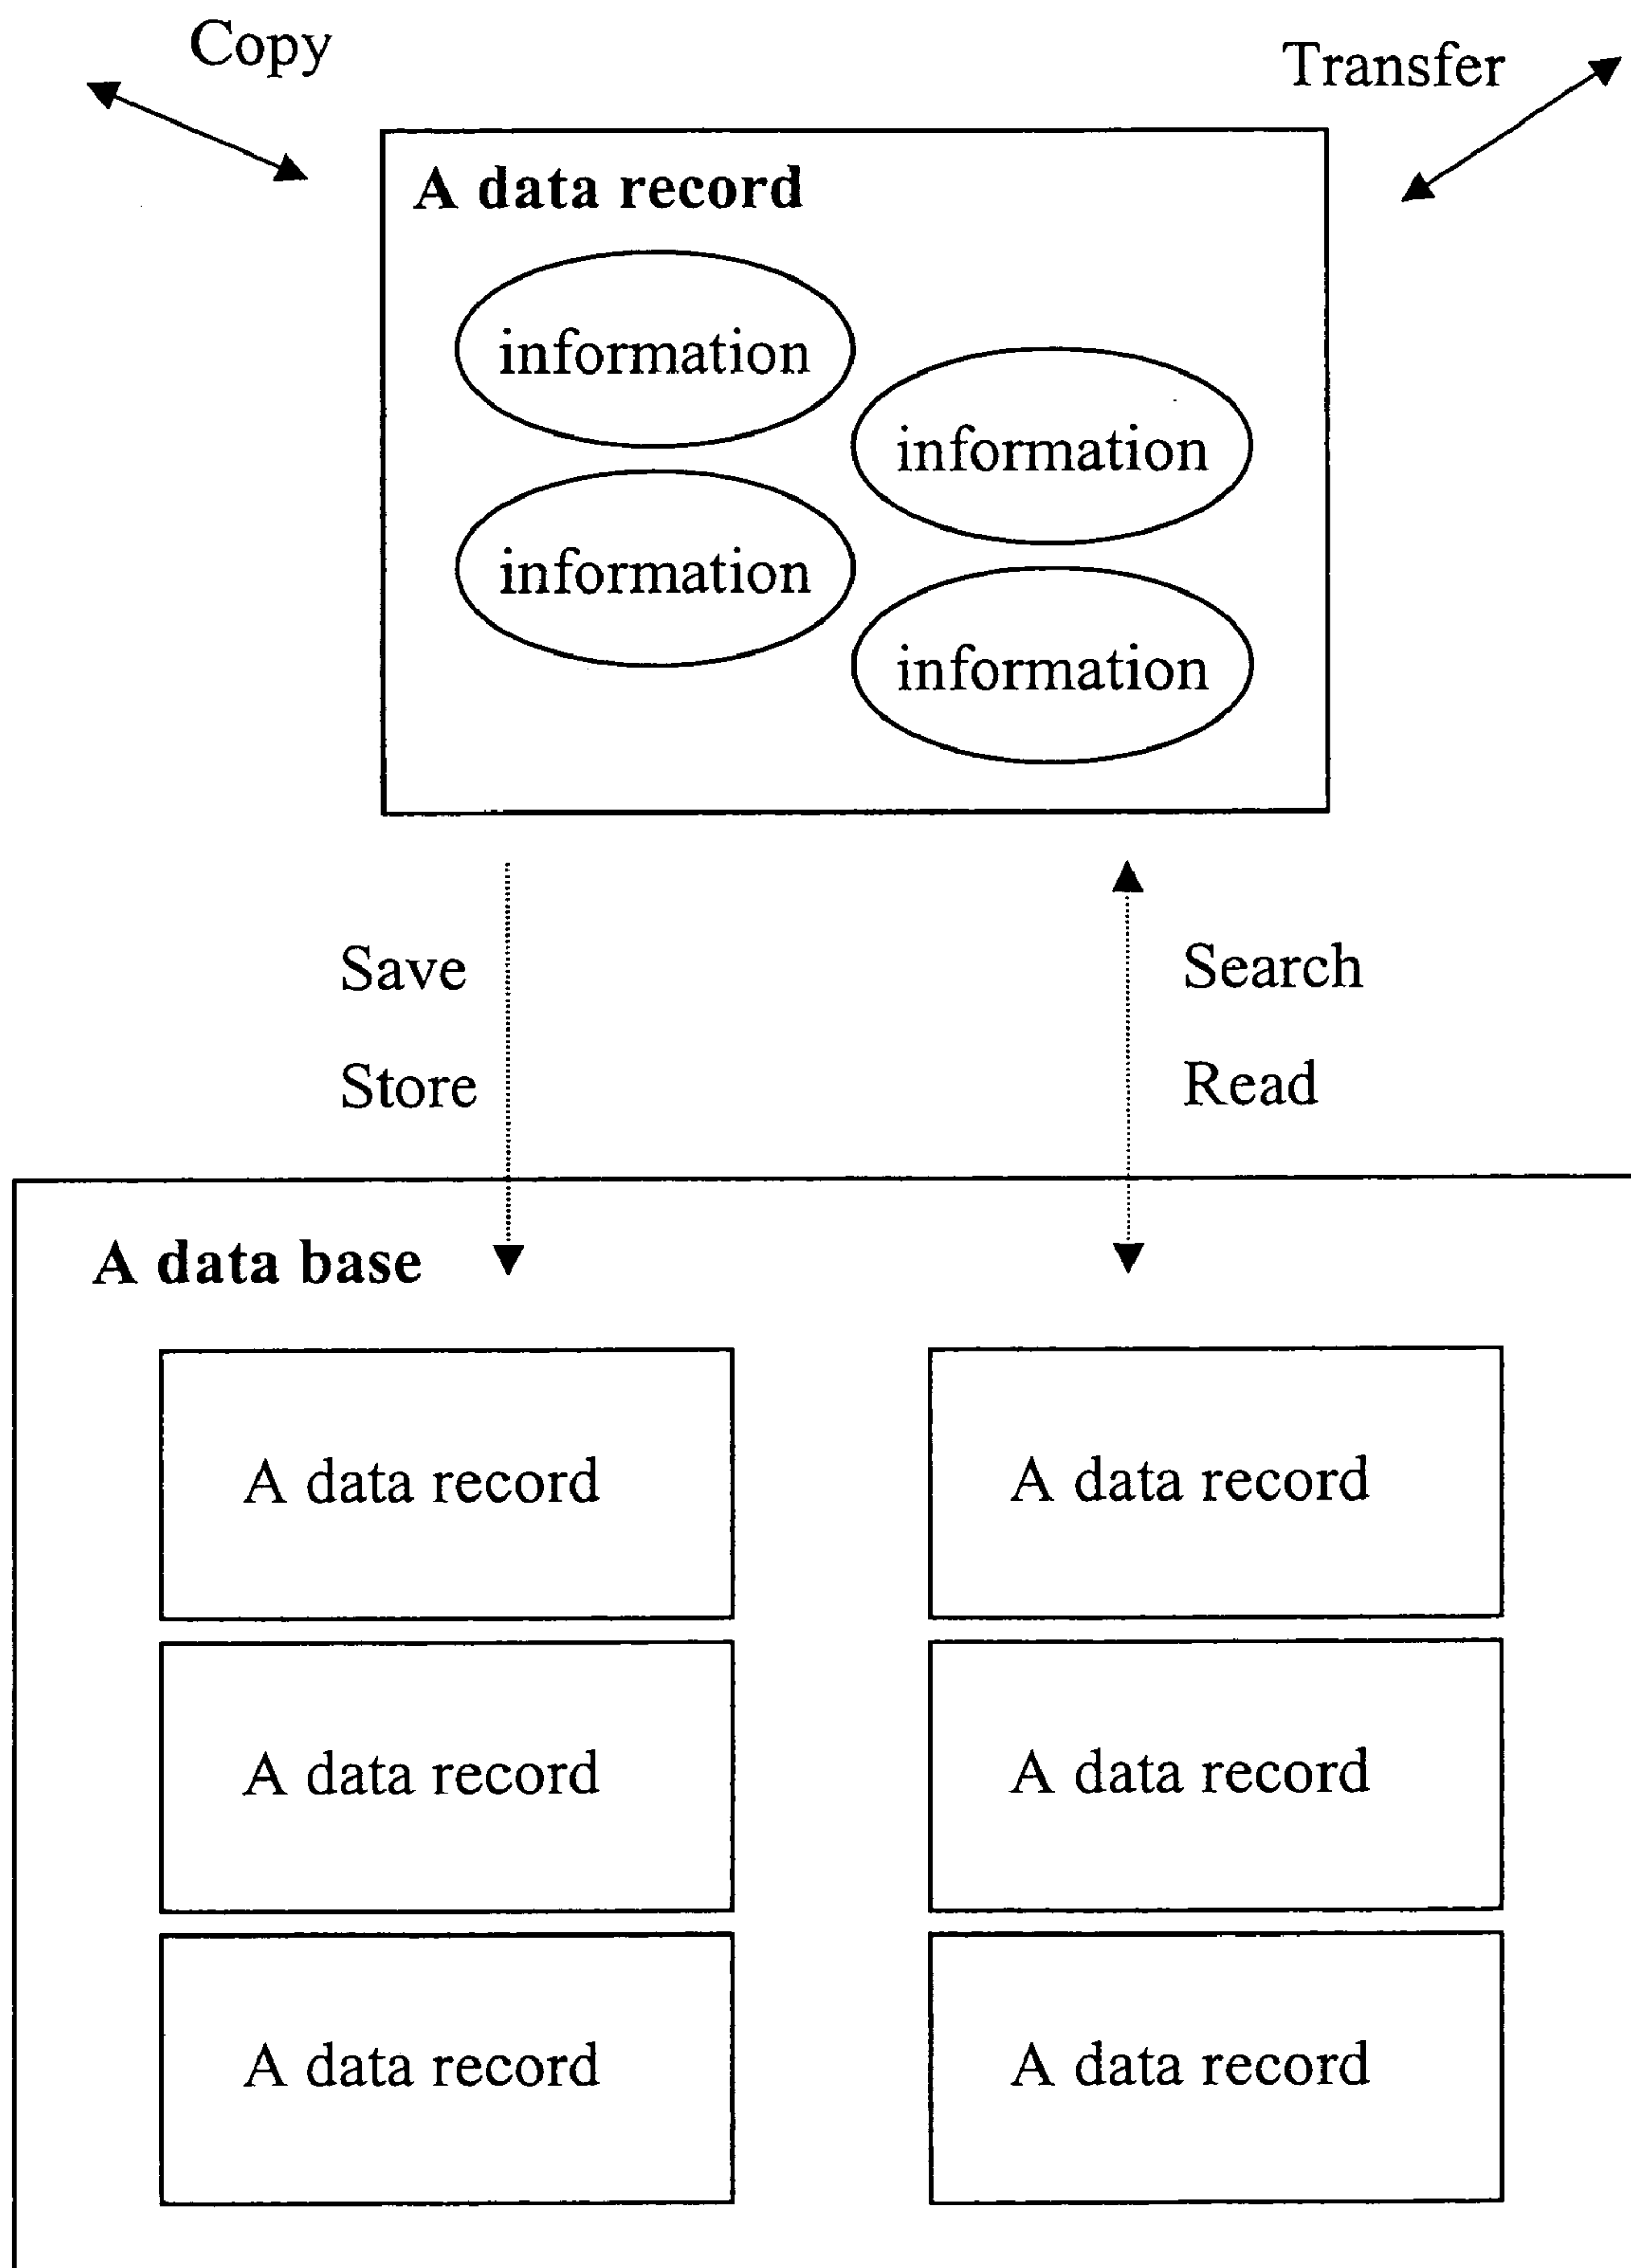 Copy
Transfer
A data record
information
information
information
information
Save
Search
Store
Read
A data base
A data record
A data record
A data record
A data record
A data record
A data record